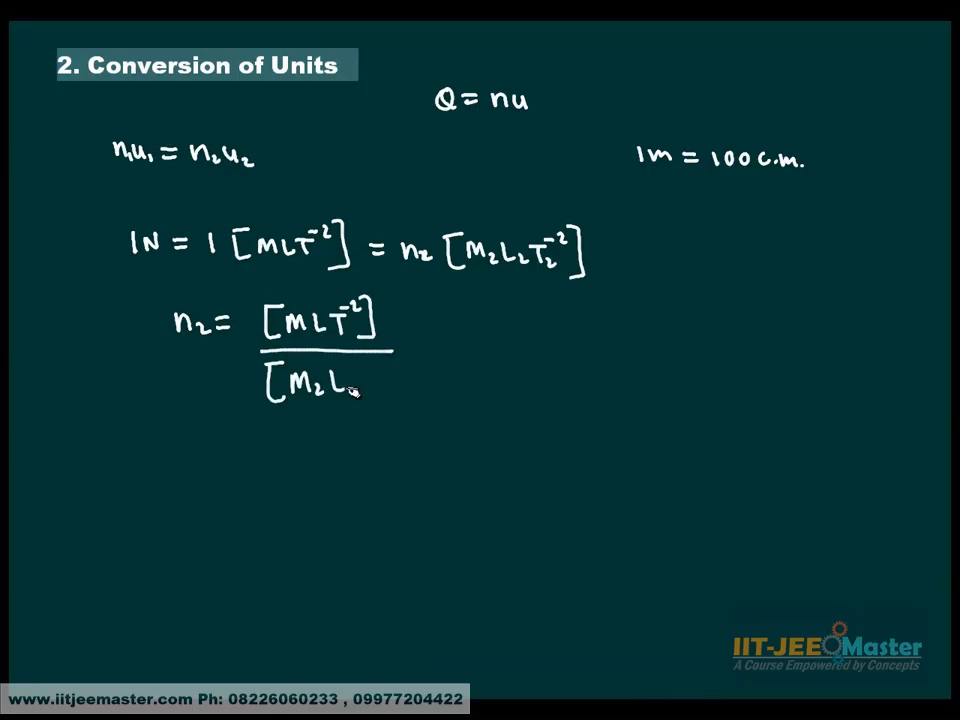 2. Conversion of Units
Q = nu
n₁u₁ = n₂u₂
1m = 100 c.m.
1N = 1 [MLT⁻²] = n₂ [M₂L₂T₂⁻²]
n₂ = [MLT⁻²]
[M₂L
IIT-JEE Master
A Course Empowered by Concepts
www.iitjeemaster.com Ph: 08226060233 , 09977204422